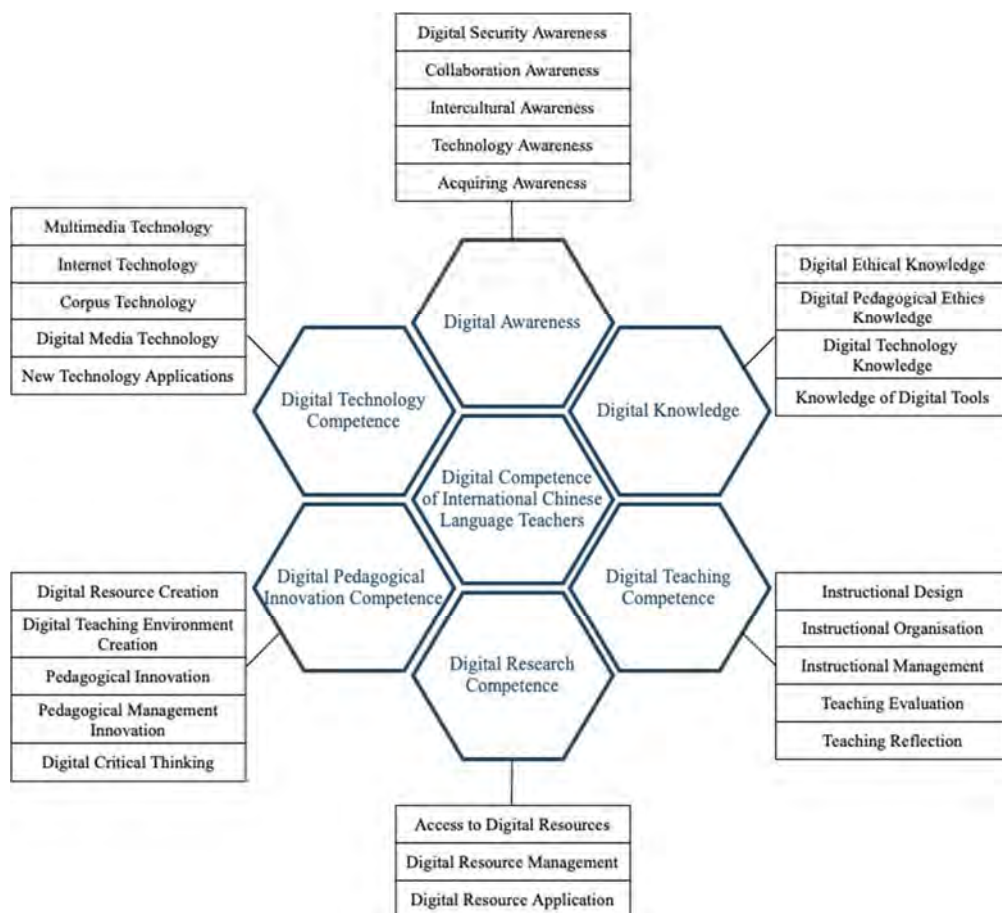 Digital Security Awareness
Collaboration Awareness
Intercultural Awareness
Technology Awareness
Acquiring Awareness
Multimedia Technology
Internet Technology
Corpus Technology
Digital Media Technology
New Technology Applications
Digital Ethical Knowledge
Digital Pedagogical Ethics
Knowledge
Digital Technology
Knowledge
Knowledge of Digital Tools
Digital Awareness
Digital Technology
Competence
Digital Knowledge
Digital Competence
of International Chinese
Language Teachers
Digital Pedagogical
Innovation Competence
Digital Teaching
Competence
Digital Research
Competence
Digital Resource Creation
Digital Teaching Environment
Creation
Pedagogical Innovation
Pedagogical Management
Innovation
Digital Critical Thinking
Instructional Design
Instructional Organisation
Instructional Management
Teaching Evaluation
Teaching Reflection
Access to Digital Resources
Digital Resource Management
Digital Resource Application